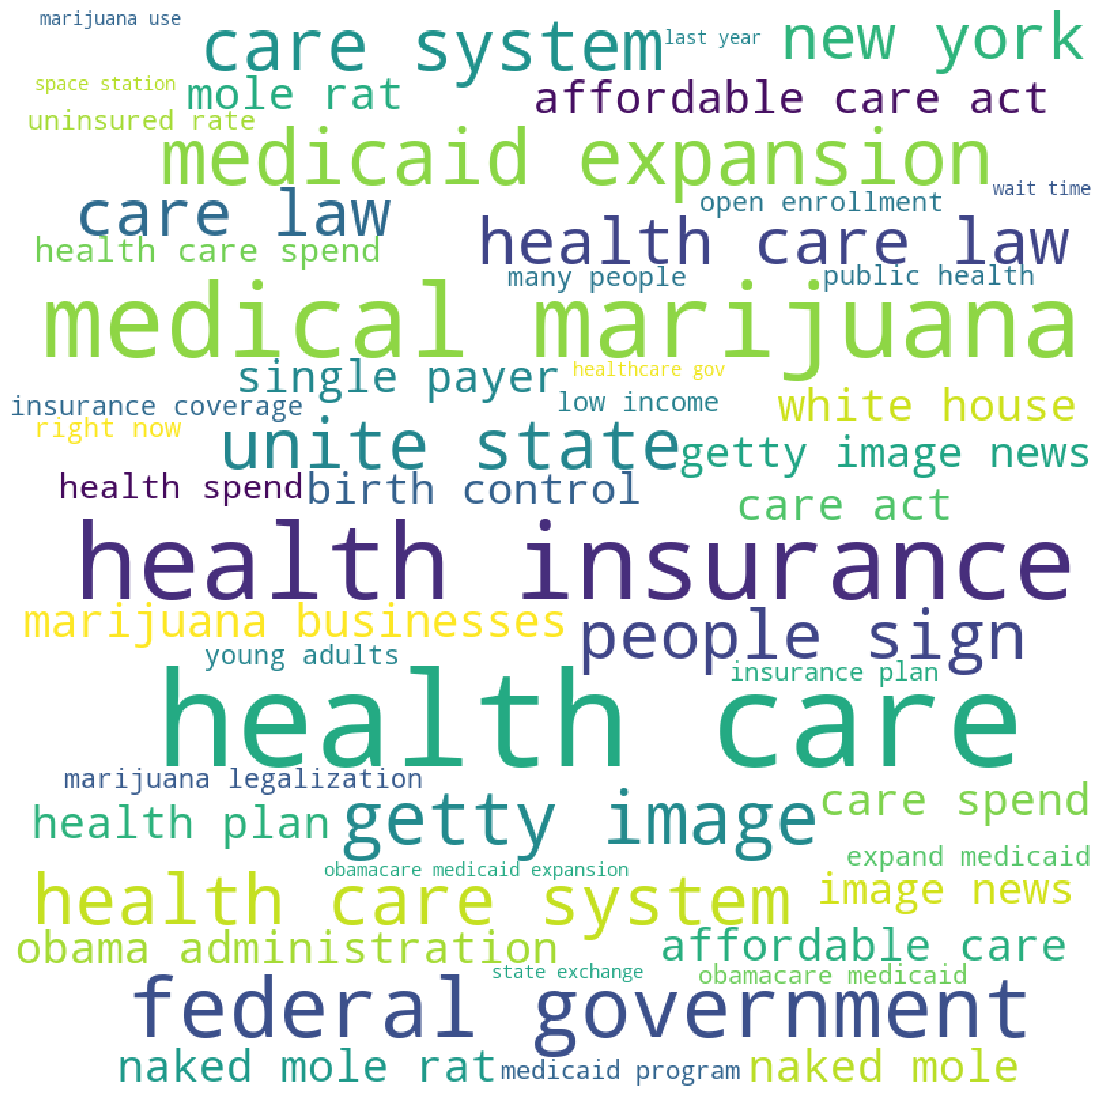 marijuana use
care system
last year
new york
space station
mole rat
affordable care act
uninsured rate
medicaid expansion
wait time
care law
open enrollment
health care law
health care spend
many people
public health
medical marijuana
single payer
healthcare gov
insurance coverage
low income
white house
right now
unite state
getty image news
health spend
birth control
care act
health insurance
marijuana businesses
people sign
young adults
insurance plan
health care
marijuana legalization
health plan
getty image
care spend
obamacare medicaid expansion
expand medicaid
health care system
image news
obama administration
affordable care
state exchange
obamacare medicaid
federal government
naked mole rat
medicaid program
naked mole